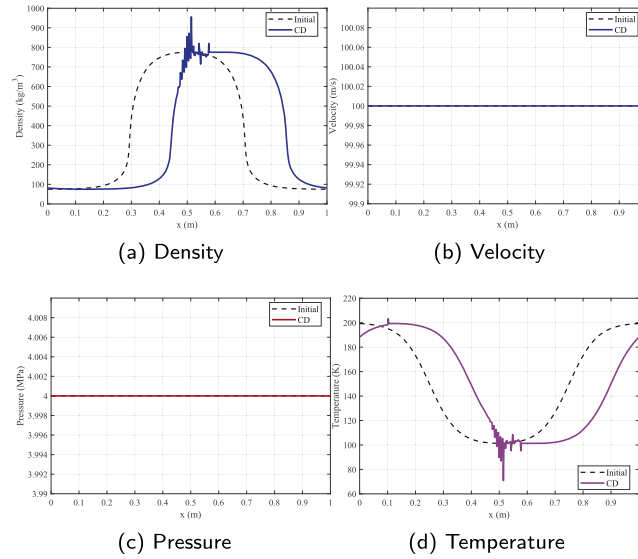 1000
900
800
700
600
500
400
300
200
100
0
Density (kg/m³)
Initial
CD
0 0.1 0.2 0.3 0.4 0.5 0.6 0.7 0.8 0.9 1
x (m)
(a) Density
100.08
100.06
100.04
100.02
100
99.98
99.96
99.94
99.92
99.9
Velocity (m/s)
Initial
CD
0 0.1 0.2 0.3 0.4 0.5 0.6 0.7 0.8 0.9
x (m)
(b) Velocity
4.008
4.006
4.004
4.002
4
3.998
3.996
3.994
3.992
3.99
Pressure (MPa)
Initial
CD
0 0.1 0.2 0.3 0.4 0.5 0.6 0.7 0.8 0.9 1
x (m)
(c) Pressure
220
200
180
160
140
120
100
80
60
Temperature (K)
Initial
CD
0 0.1 0.2 0.3 0.4 0.5 0.6 0.7 0.8 0.9
x (m)
(d) Temperature